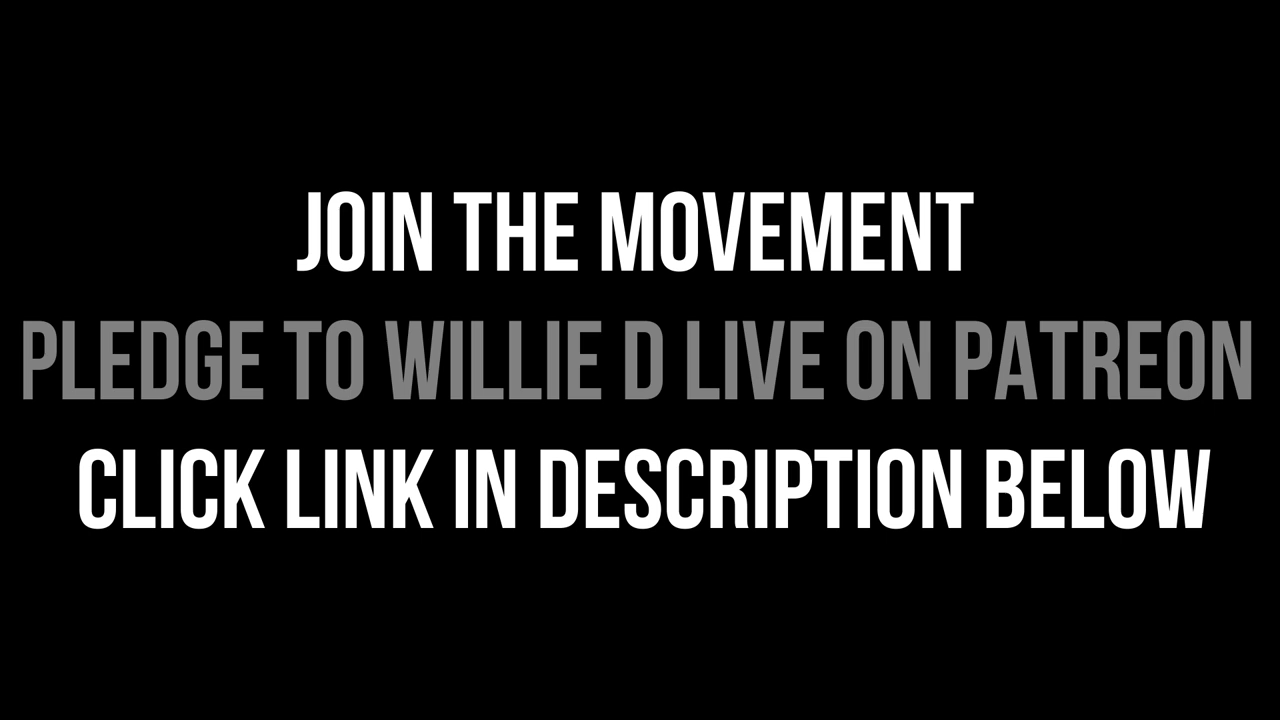 JOIN THE MOVEMENT
PLEDGE TO WILLIE D LIVE ON PATREON
CLICK LINK IN DESCRIPTION BELOW